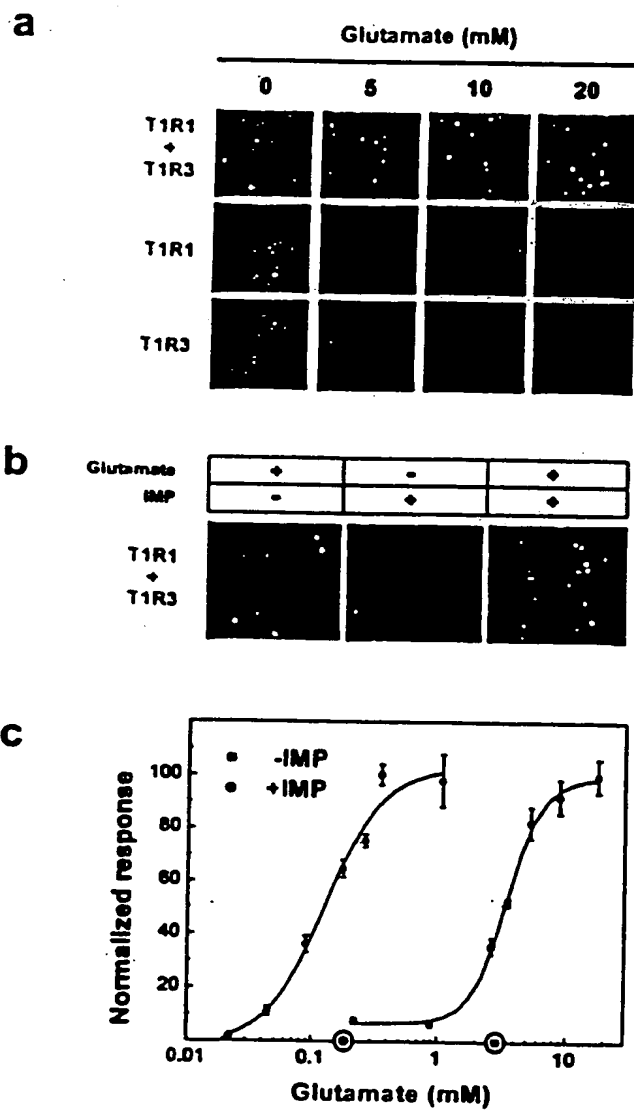 a
Glutamate (mM)
0 5 10 20
T1R1
+
T1R3
T1R1
T1R3
b
Glutamate + - +
IMP - + +
T1R1
+
T1R3
c
-IMP
+IMP
100
80
60
40
20
Normalized response
0.01 0.1 1 10
Glutamate (mM)